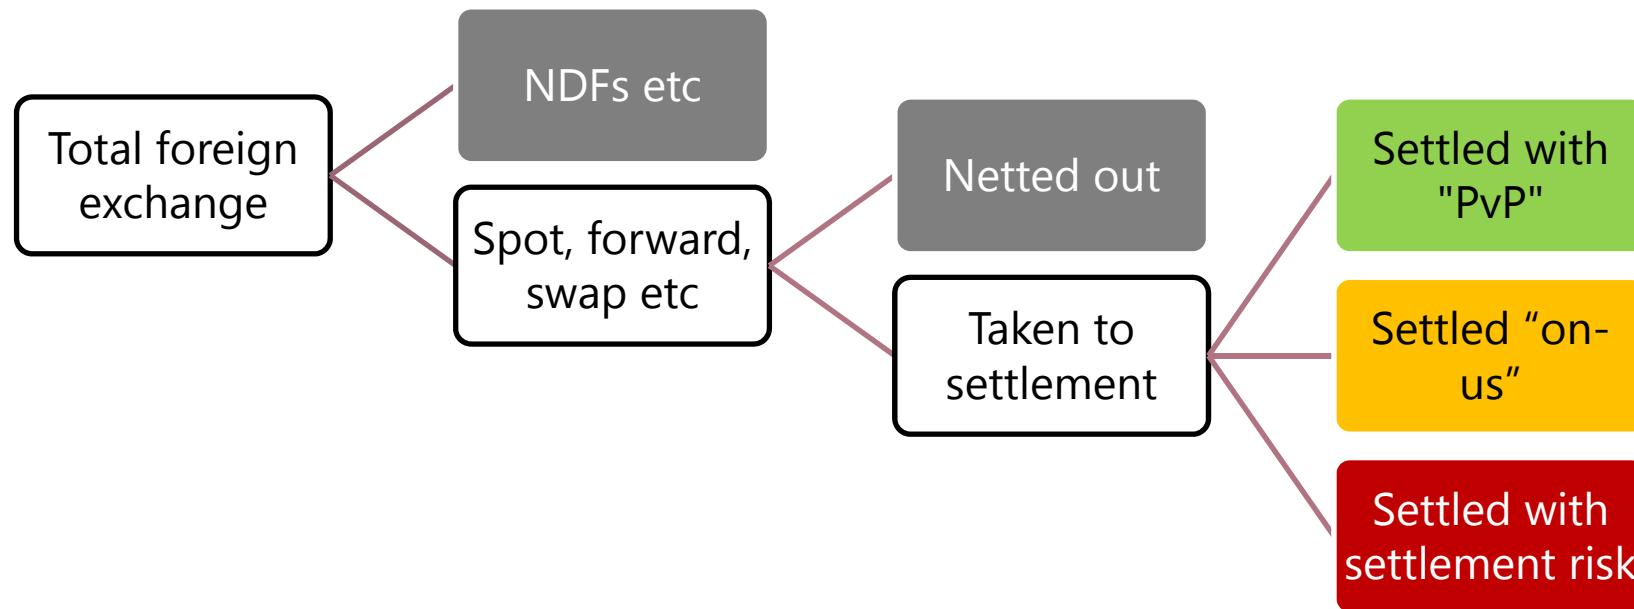 Total foreign
exchange
NDFs etc
Spot, forward,
swap etc
Netted out
Taken to
settlement
Settled with
"PvP"
Settled “on-
us”
Settled with
settlement risk